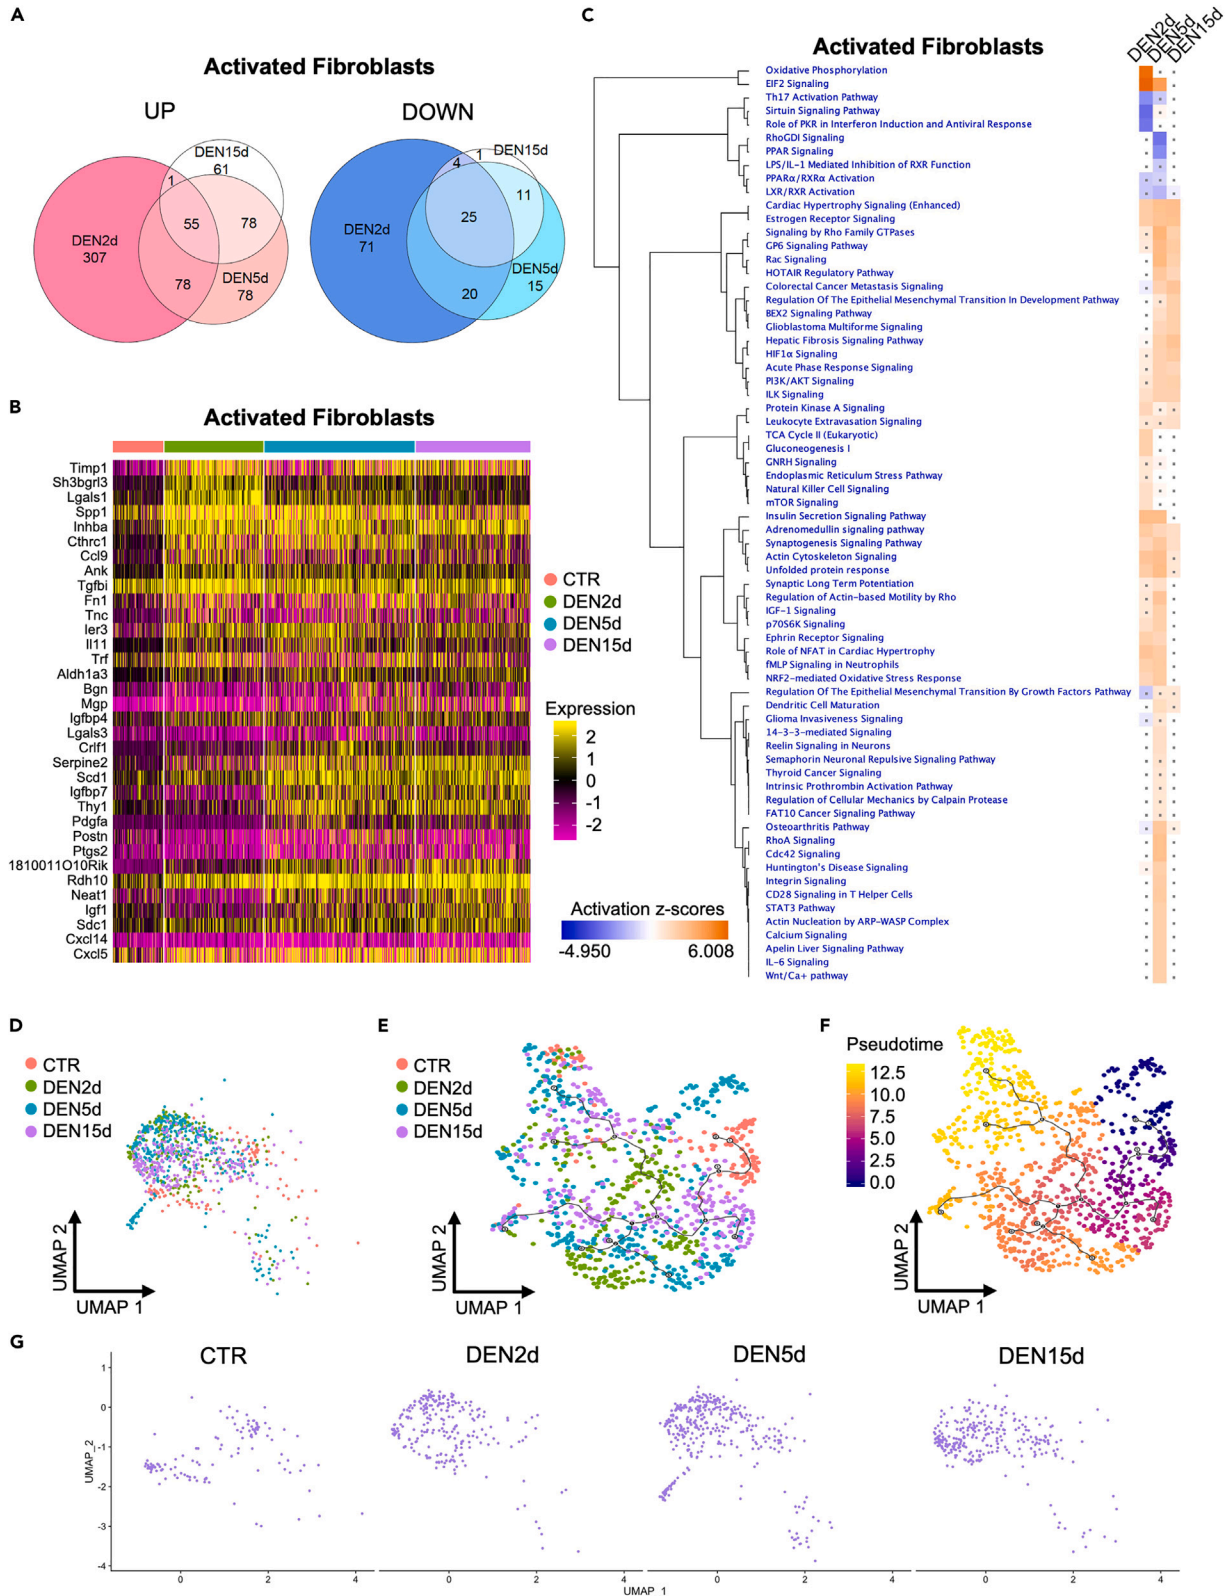 A
Activated Fibroblasts
UP
DOWN
DEN15d
61
1
55
78
DEN2d
307
78
DEN5d
78
DEN15d
1
4
11
25
DEN2d
71
DEN5d
15
20
B
Activated Fibroblasts
Timp1
Sh3bgrl3
Lgals1
Spp1
Inhba
Cthrc1
Ccl9
Ank
Tgfbi
Fn1
Tnc
Ier3
Il11
Trf
Aldh1a3
Bgn
Mgp
Igfbp4
Lgals3
Crlf1
Serpine2
Scd1
Igfbp7
Thy1
Pdgfa
Postn
Ptgs2
1810011O10Rik
Rdh10
Neat1
Igf1
Sdc1
Cxcl14
Cxcl5
CTR
DEN2d
DEN5d
DEN15d
Expression
2
1
0
-1
-2
C
Activated Fibroblasts
DEN2d
DEN5d
DEN15d
Oxidative Phosphorylation
EIF2 Signaling
Th17 Activation Pathway
Sirtuin Signaling Pathway
Role of PKR in Interferon Induction and Antiviral Response
RhoGDI Signaling
PPAR Signaling
LPS/IL-1 Mediated Inhibition of RXR Function
PPARα/RXRα Activation
LXR/RXR Activation
Cardiac Hypertrophy Signaling (Enhanced)
Estrogen Receptor Signaling
Signaling by Rho Family GTPases
GP6 Signaling Pathway
Rac Signaling
HOTAIR Regulatory Pathway
Colorectal Cancer Metastasis Signaling
Regulation Of The Epithelial Mesenchymal Transition In Development Pathway
BEX2 Signaling Pathway
Glioblastoma Multiforme Signaling
Hepatic Fibrosis Signaling Pathway
HIF1α Signaling
Acute Phase Response Signaling
PI3K/AKT Signaling
ILK Signaling
Protein Kinase A Signaling
Leukocyte Extravasation Signaling
TCA Cycle II (Eukaryotic)
Gluconeogenesis I
GNRH Signaling
Endoplasmic Reticulum Stress Pathway
Natural Killer Cell Signaling
mTOR Signaling
Insulin Secretion Signaling Pathway
Adrenomedullin signaling pathway
Synaptogenesis Signaling Pathway
Actin Cytoskeleton Signaling
Unfolded protein response
Synaptic Long Term Potentiation
Regulation of Actin-based Motility by Rho
IGF-1 Signaling
p70S6K Signaling
Ephrin Receptor Signaling
Role of NFAT in Cardiac Hypertrophy
fMLP Signaling in Neutrophils
NRF2-mediated Oxidative Stress Response
Regulation Of The Epithelial Mesenchymal Transition By Growth Factors Pathway
Dendritic Cell Maturation
Glioma Invasiveness Signaling
14-3-3-mediated Signaling
Reelin Signaling in Neurons
Semaphorin Neuronal Repulsive Signaling Pathway
Thyroid Cancer Signaling
Intrinsic Prothrombin Activation Pathway
Regulation of Cellular Mechanics by Calpain Protease
FAT10 Cancer Signaling Pathway
Osteoarthritis Pathway
RhoA Signaling
Cdc42 Signaling
Huntington's Disease Signaling
Integrin Signaling
CD28 Signaling in T Helper Cells
STAT3 Pathway
Actin Nucleation by ARP-WASP Complex
Calcium Signaling
Apelin Liver Signaling Pathway
IL-6 Signaling
Wnt/Ca+ pathway
Activation z-scores
-4.950
6.008
D
CTR
DEN2d
DEN5d
DEN15d
UMAP 2
UMAP 1
E
CTR
DEN2d
DEN5d
DEN15d
UMAP 2
UMAP 1
F
Pseudotime
12.5
10.0
7.5
5.0
2.5
0.0
UMAP 2
UMAP 1
G
CTR
DEN2d
DEN5d
DEN15d
1
0
-1
-2
-3
-4
UMAP_2
0 2 4
0 2 4
0 2 4
0 2 4
UMAP_1